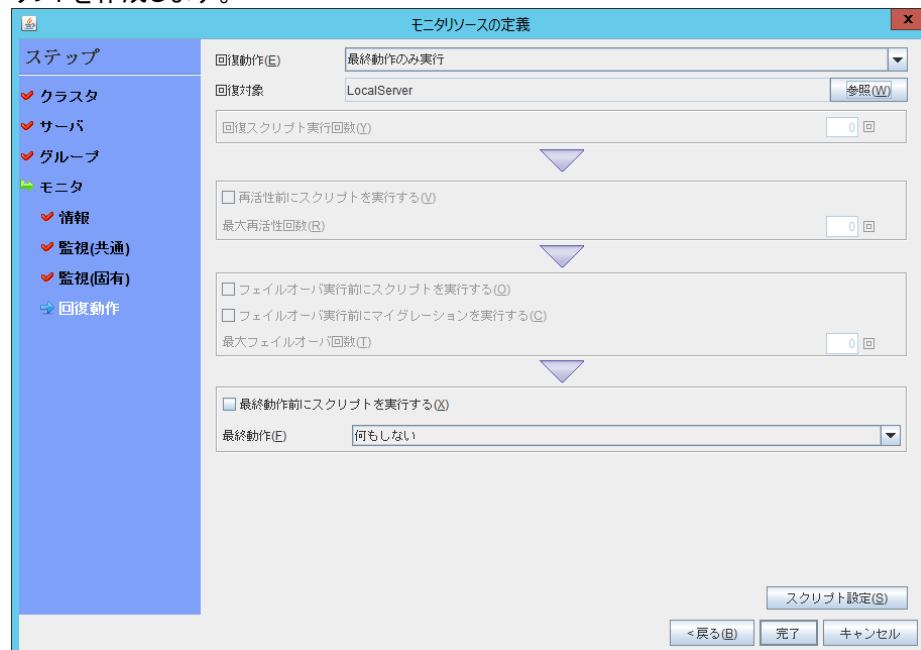 モニタリソースの定義
x
ステップ
クラスタ
サーバ
グループ
モニタ
情報
監視(共通)
監視(固有)
回復動作
回復動作(E) 最終動作のみ実行
回復対象 LocalServer 参照(W)
回復スクリプト実行回数(Y) 0 回
再活性前にスクリプトを実行する(V)
最大再活性回数(R) 0 回
フェイルオーバ実行前にスクリプトを実行する(O)
フェイルオーバ実行前にマイグレーションを実行する(C)
最大フェイルオーバ回数(T) 0 回
最終動作前にスクリプトを実行する(X)
最終動作(F) 何もしない
スクリプト設定(S)
<戻る(B) 完了 キャンセル